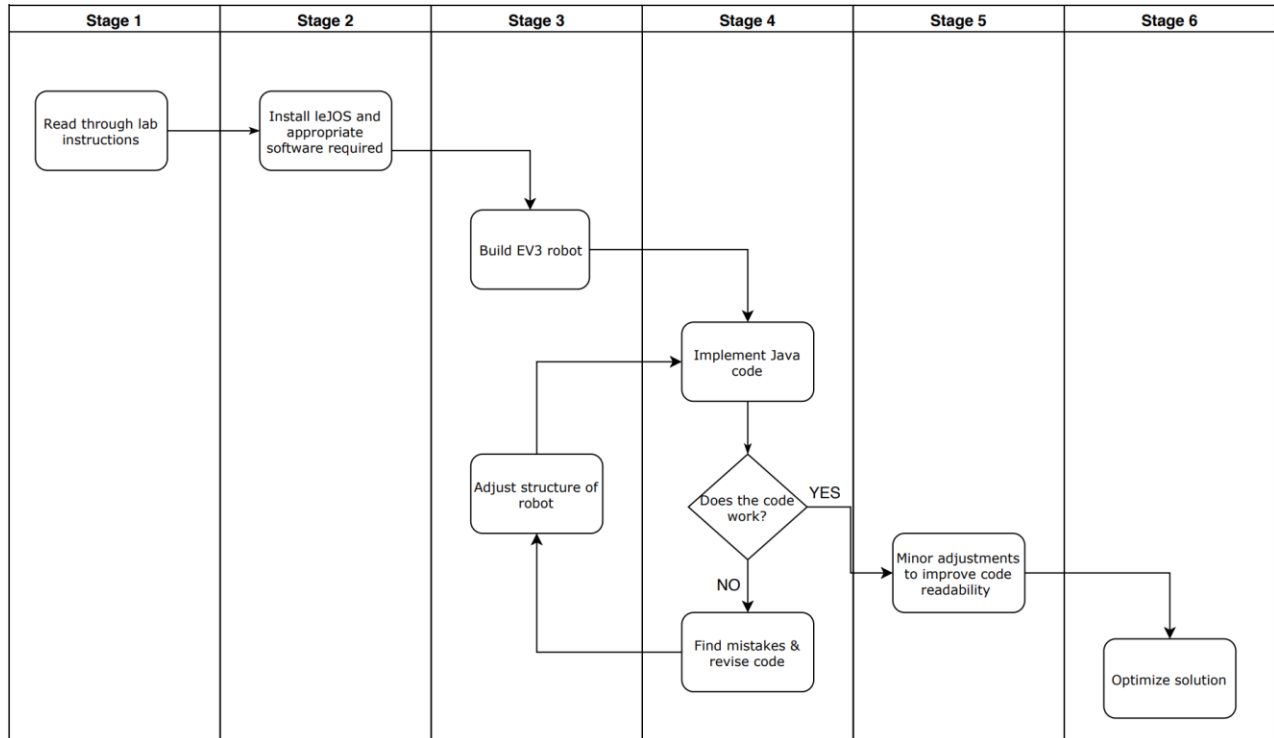 Stage 1
Stage 2
Stage 3
Stage 4
Stage 5
Stage 6
Read through lab
instructions
Install leJOS and
appropriate
software required
Build EV3 robot
Implement Java
code
Adjust structure of
robot
Does the code
work?
YES
NO
Minor adjustments
to improve code
readability
Find mistakes &
revise code
Optimize solution